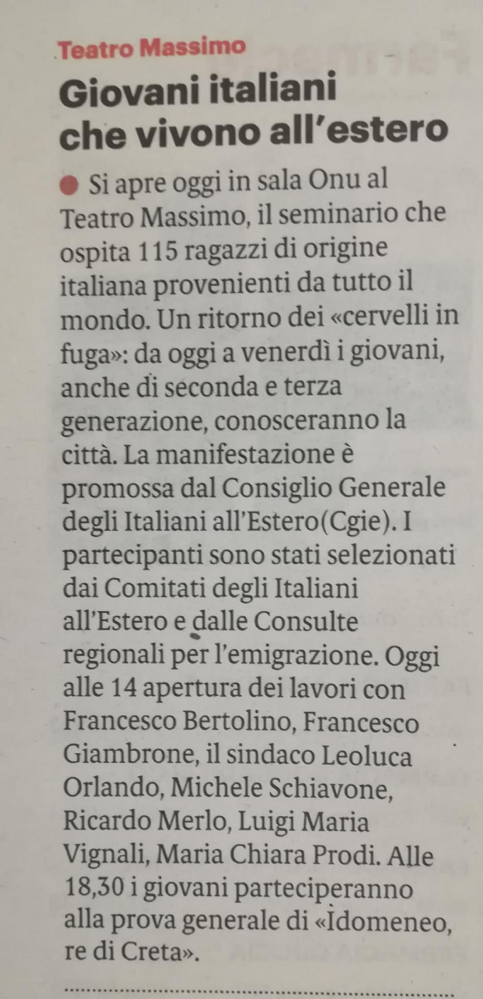 Teatro Massimo
Giovani italiani
che vivono all'estero
● Si apre oggi in sala Onu al
Teatro Massimo, il seminario che
ospita 115 ragazzi di origine
italiana provenienti da tutto il
mondo. Un ritorno dei «cervelli in
fuga»: da oggi a venerdì i giovani,
anche di seconda e terza
generazione, conosceranno la
città. La manifestazione è
promossa dal Consiglio Generale
degli Italiani all'Estero(Cgie). I
partecipanti sono stati selezionati
dai Comitati degli Italiani
all'Estero e dalle Consulte
regionali per l'emigrazione. Oggi
alle 14 apertura dei lavori con
Francesco Bertolino, Francesco
Giambrone, il sindaco Leoluca
Orlando, Michele Schiavone,
Ricardo Merlo, Luigi Maria
Vignali, Maria Chiara Prodi. Alle
18,30 i giovani parteciperanno
alla prova generale di «Idomeneo,
re di Creta».